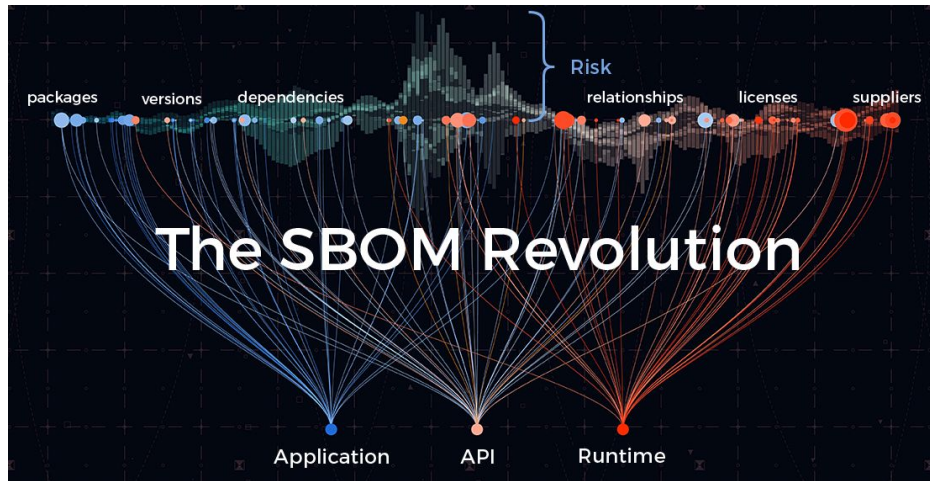 Risk
packages versions dependencies relationships licenses suppliers
The SBOM Revolution
Application API Runtime